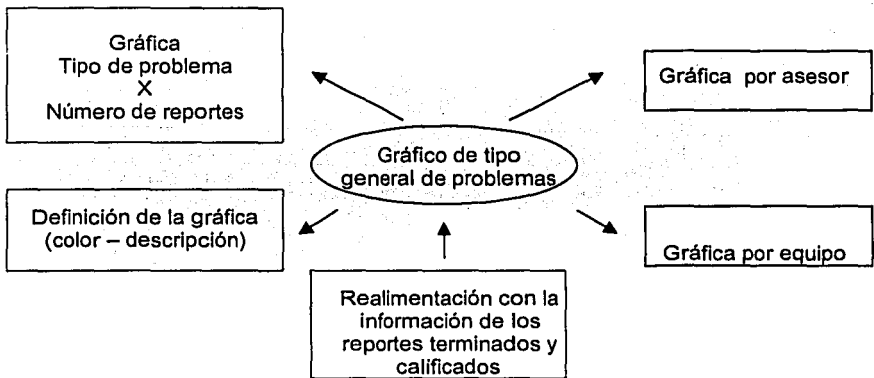 Gráfica
Tipo de problema
X
Número de reportes
Gráfica por asesor
Gráfico de tipo
general de problemas
Definición de la gráfica
(color – descripción)
Gráfica por equipo
Realimentación con la
información de los
reportes terminados y
calificados